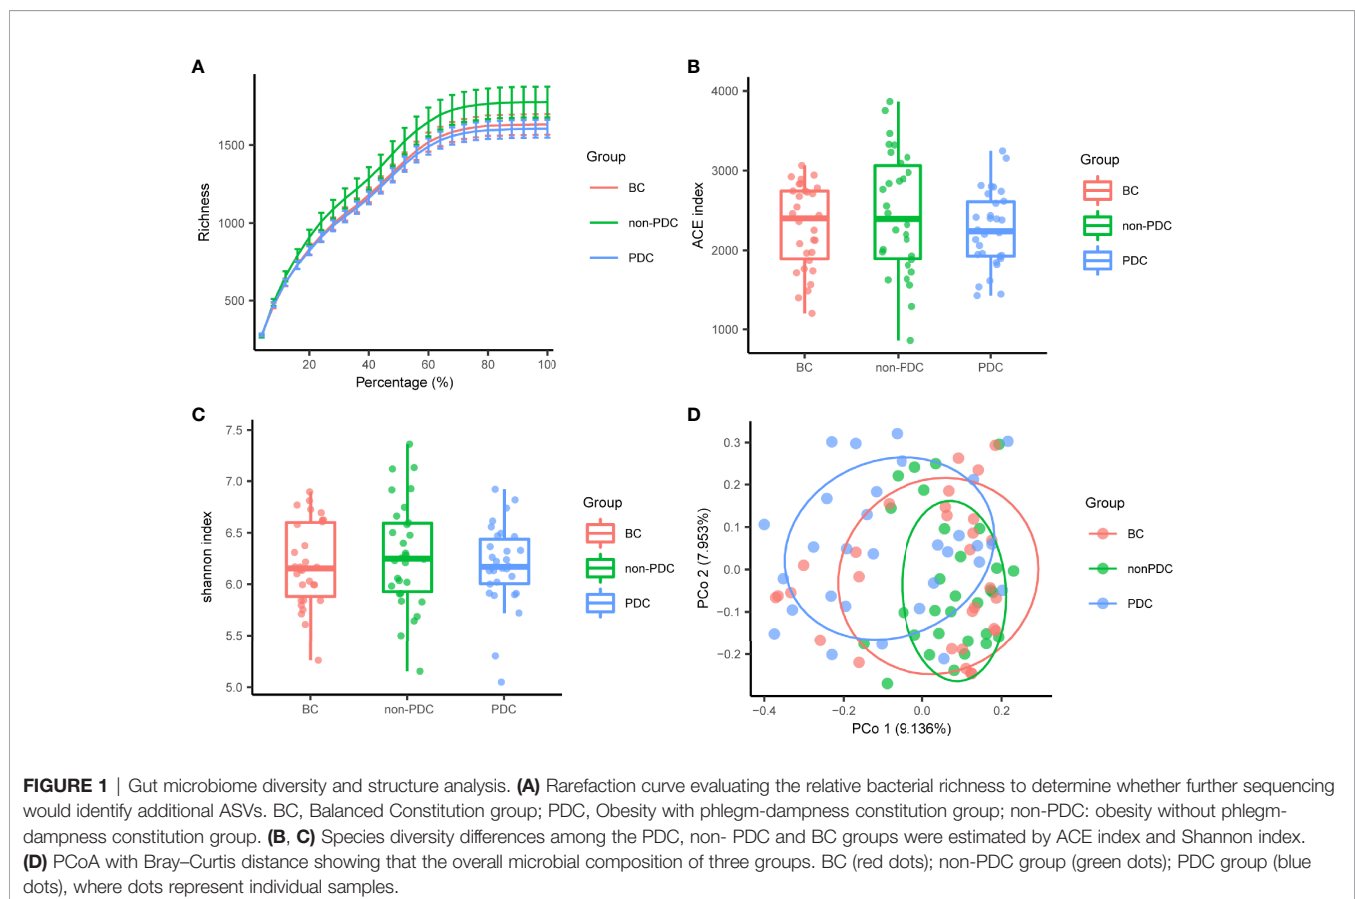 A
Richness
1500
1000
500
20
40
60
80
100
Percentage (%)
Group
BC
non-PDC
PDC
B
ACE index
4000
3000
2000
1000
BC
non-FDC
PDC
Group
BC
non-PDC
PDC
C
shannon index
7.5
7.0
6.5
6.0
5.5
5.0
BC
non-PDC
PDC
Group
BC
non-PDC
PDC
D
PCo 2 (7.953%)
0.3
0.2
0.1
0.0
−0.1
−0.2
−0.4
−0.2
0.0
0.2
PCo 1 (9.136%)
Group
BC
nonPDC
PDC
FIGURE 1 | Gut microbiome diversity and structure analysis. (A) Rarefaction curve evaluating the relative bacterial richness to determine whether further sequencing
would identify additional ASVs. BC, Balanced Constitution group; PDC, Obesity with phlegm-dampness constitution group; non-PDC: obesity without phlegm-
dampness constitution group. (B, C) Species diversity differences among the PDC, non- PDC and BC groups were estimated by ACE index and Shannon index.
(D) PCoA with Bray–Curtis distance showing that the overall microbial composition of three groups. BC (red dots); non-PDC group (green dots); PDC group (blue
dots), where dots represent individual samples.